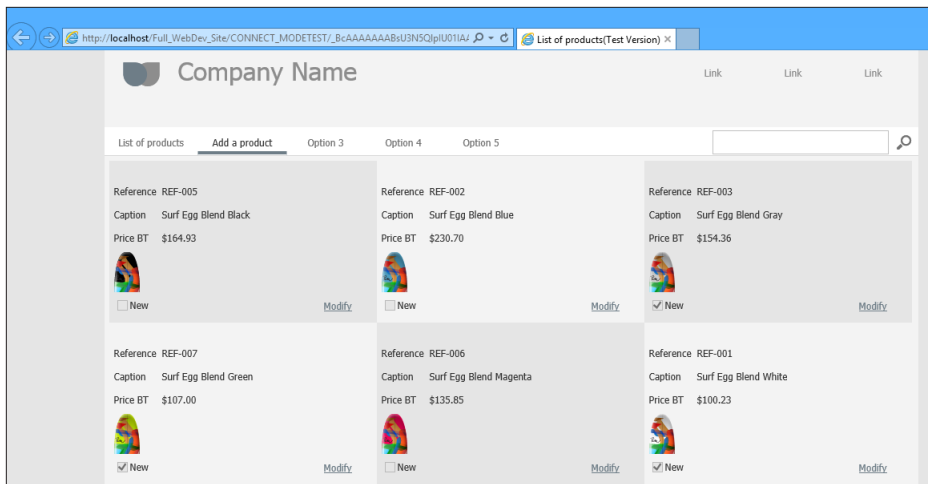 http://localhost/Full_WebDev_Site/CONNECT_MODETEST/_BcAAAAAAABsU3N5QlpIU01IAA
List of products(Test Version)
Company Name
Link Link Link
List of products Add a product Option 3 Option 4 Option 5
Reference REF-005 Reference REF-002 Reference REF-003
Caption Surf Egg Blend Black Caption Surf Egg Blend Blue Caption Surf Egg Blend Gray
Price BT $164.93 Price BT $230.70 Price BT $154.36
New Modify New Modify New Modify
Reference REF-007 Reference REF-006 Reference REF-001
Caption Surf Egg Blend Green Caption Surf Egg Blend Magenta Caption Surf Egg Blend White
Price BT $107.00 Price BT $135.85 Price BT $100.23
New Modify New Modify New Modify